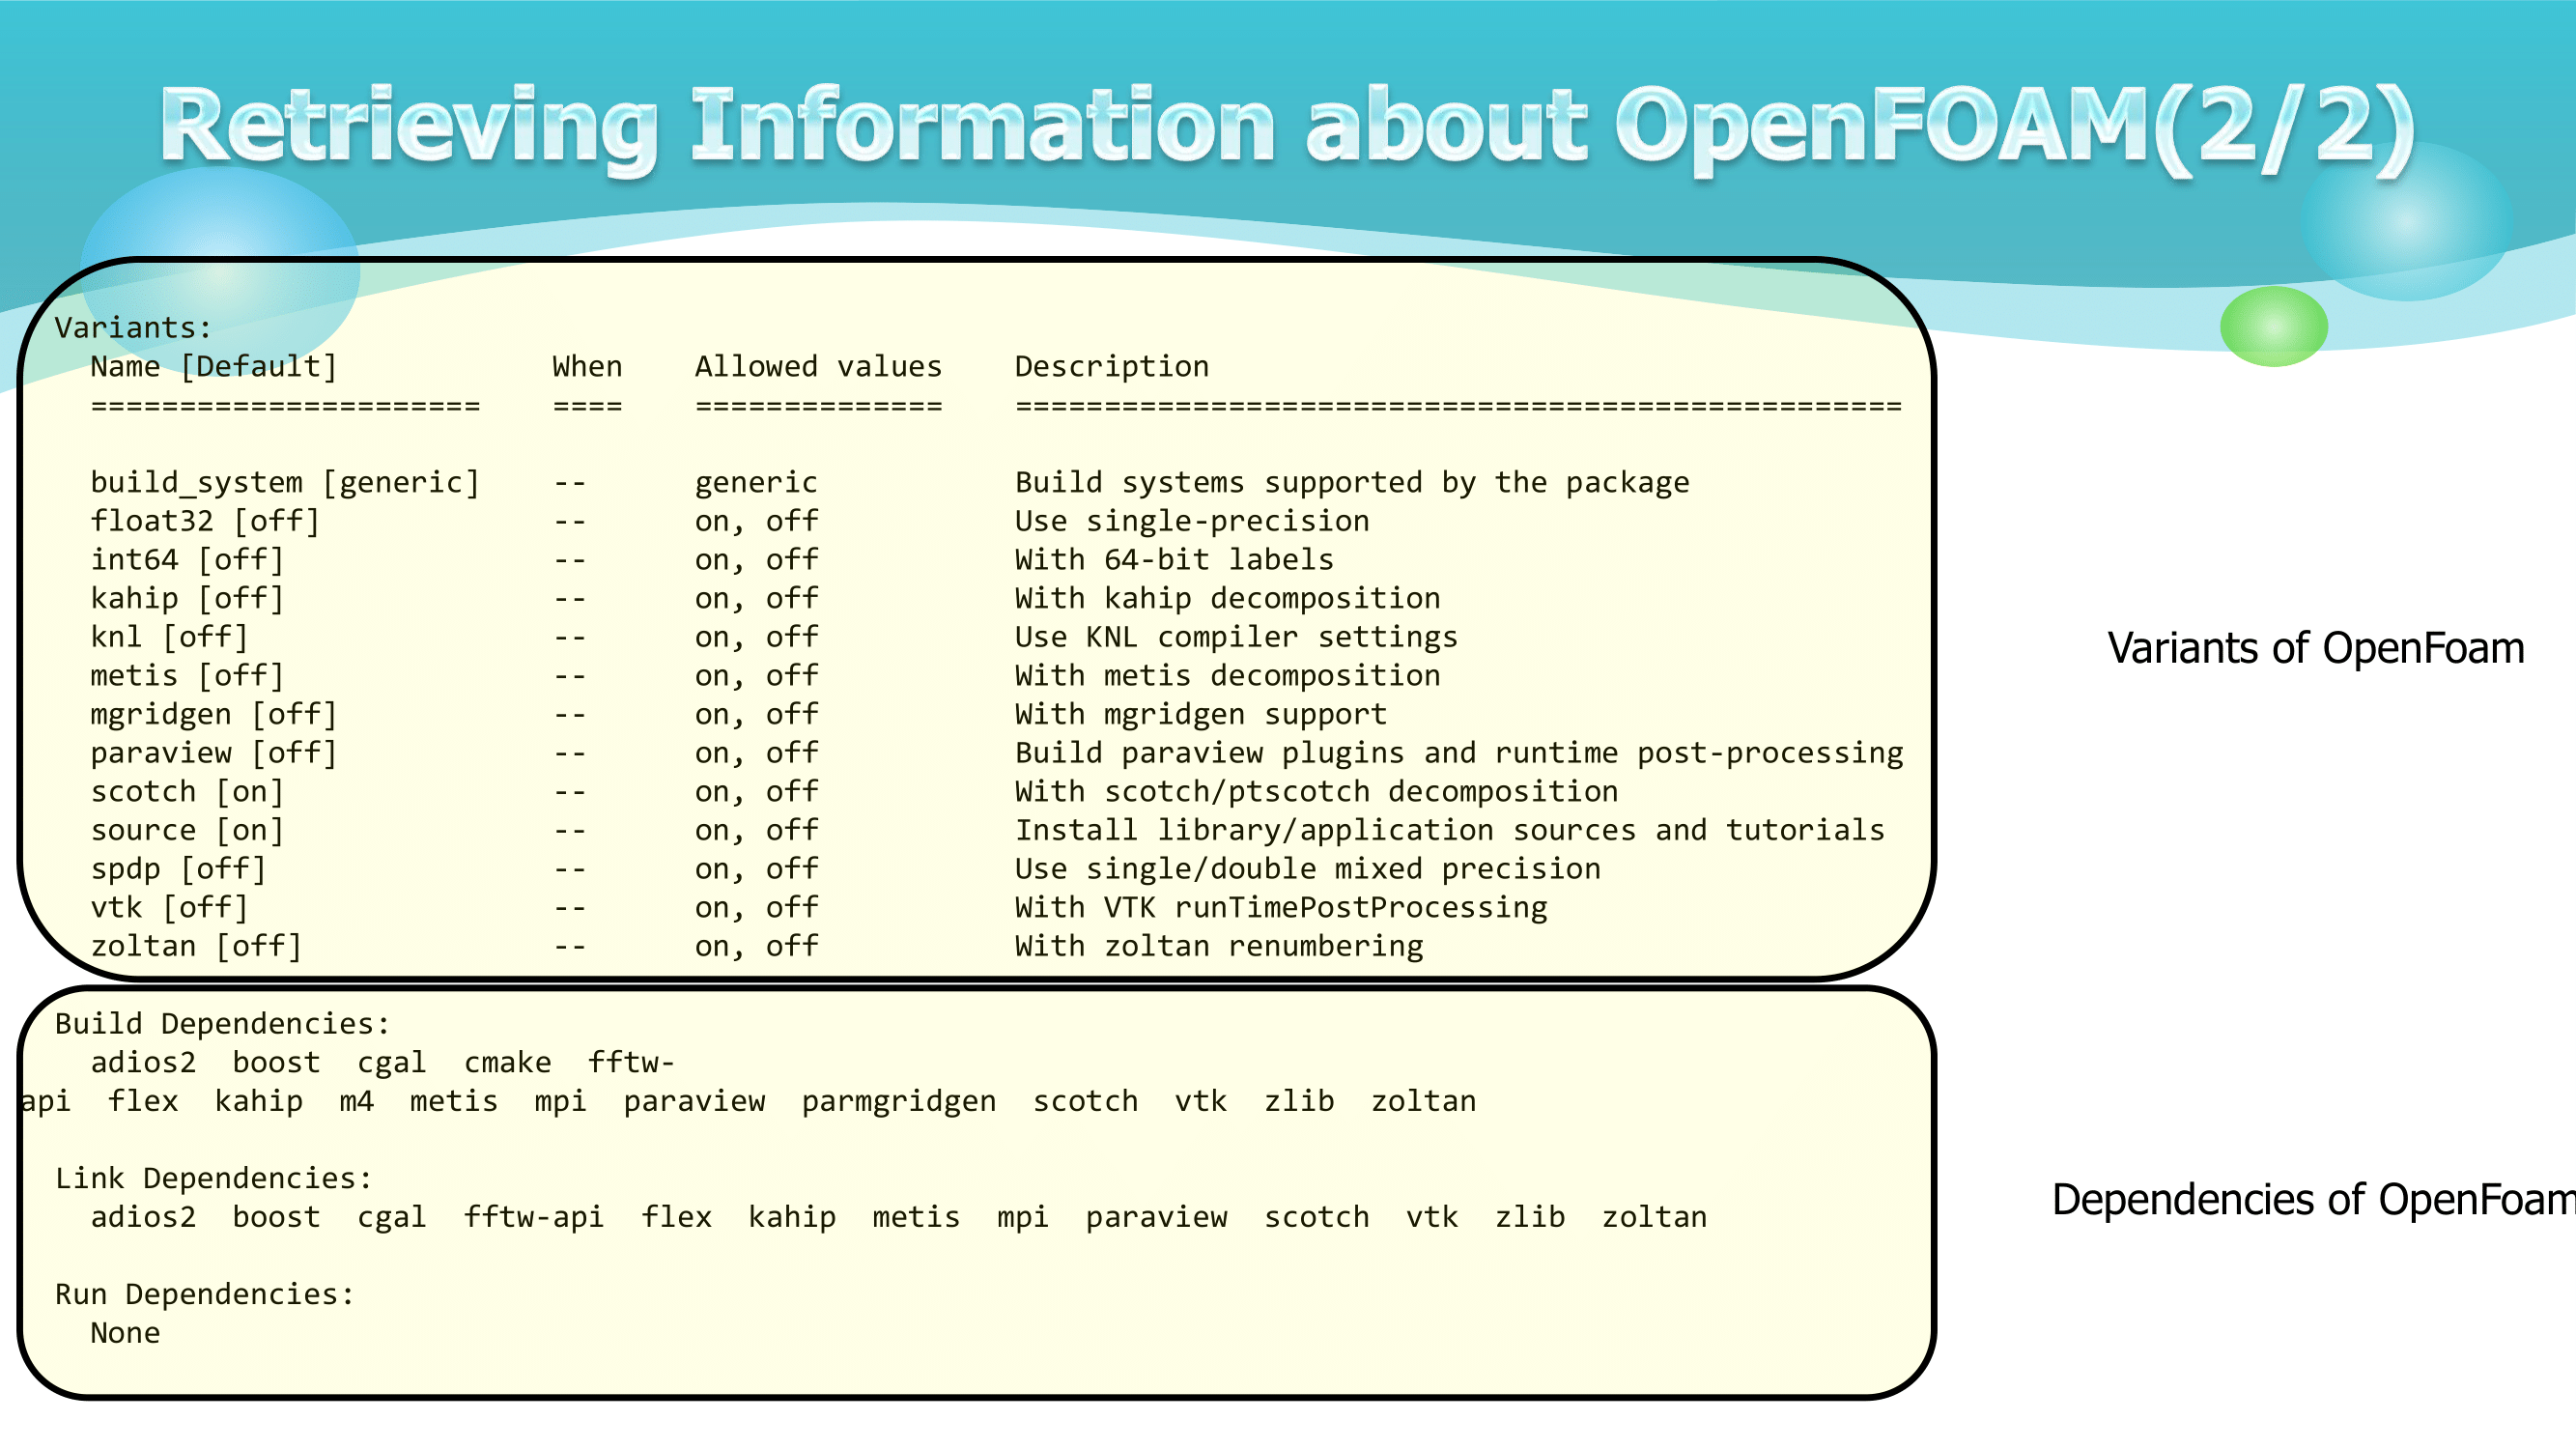 Retrieving Information about OpenFOAM(2/2)
Variants:
Name [Default]            When    Allowed values    Description
======================    ====    ==============    ==================================================
build_system [generic]    --      generic           Build systems supported by the package
float32 [off]             --      on, off           Use single-precision
int64 [off]               --      on, off           With 64-bit labels
kahip [off]               --      on, off           With kahip decomposition
knl [off]                 --      on, off           Use KNL compiler settings
metis [off]               --      on, off           With metis decomposition
mgridgen [off]            --      on, off           With mgridgen support
paraview [off]            --      on, off           Build paraview plugins and runtime post-processing
scotch [on]               --      on, off           With scotch/ptscotch decomposition
source [on]               --      on, off           Install library/application sources and tutorials
spdp [off]                --      on, off           Use single/double mixed precision
vtk [off]                 --      on, off           With VTK runTimePostProcessing
zoltan [off]              --      on, off           With zoltan renumbering
Variants of OpenFoam
Build Dependencies:
adios2  boost  cgal  cmake  fftw-
api  flex  kahip  m4  metis  mpi  paraview  parmgridgen  scotch  vtk  zlib  zoltan
Link Dependencies:
adios2  boost  cgal  fftw-api  flex  kahip  metis  mpi  paraview  scotch  vtk  zlib  zoltan
Run Dependencies:
None
Dependencies of OpenFoam